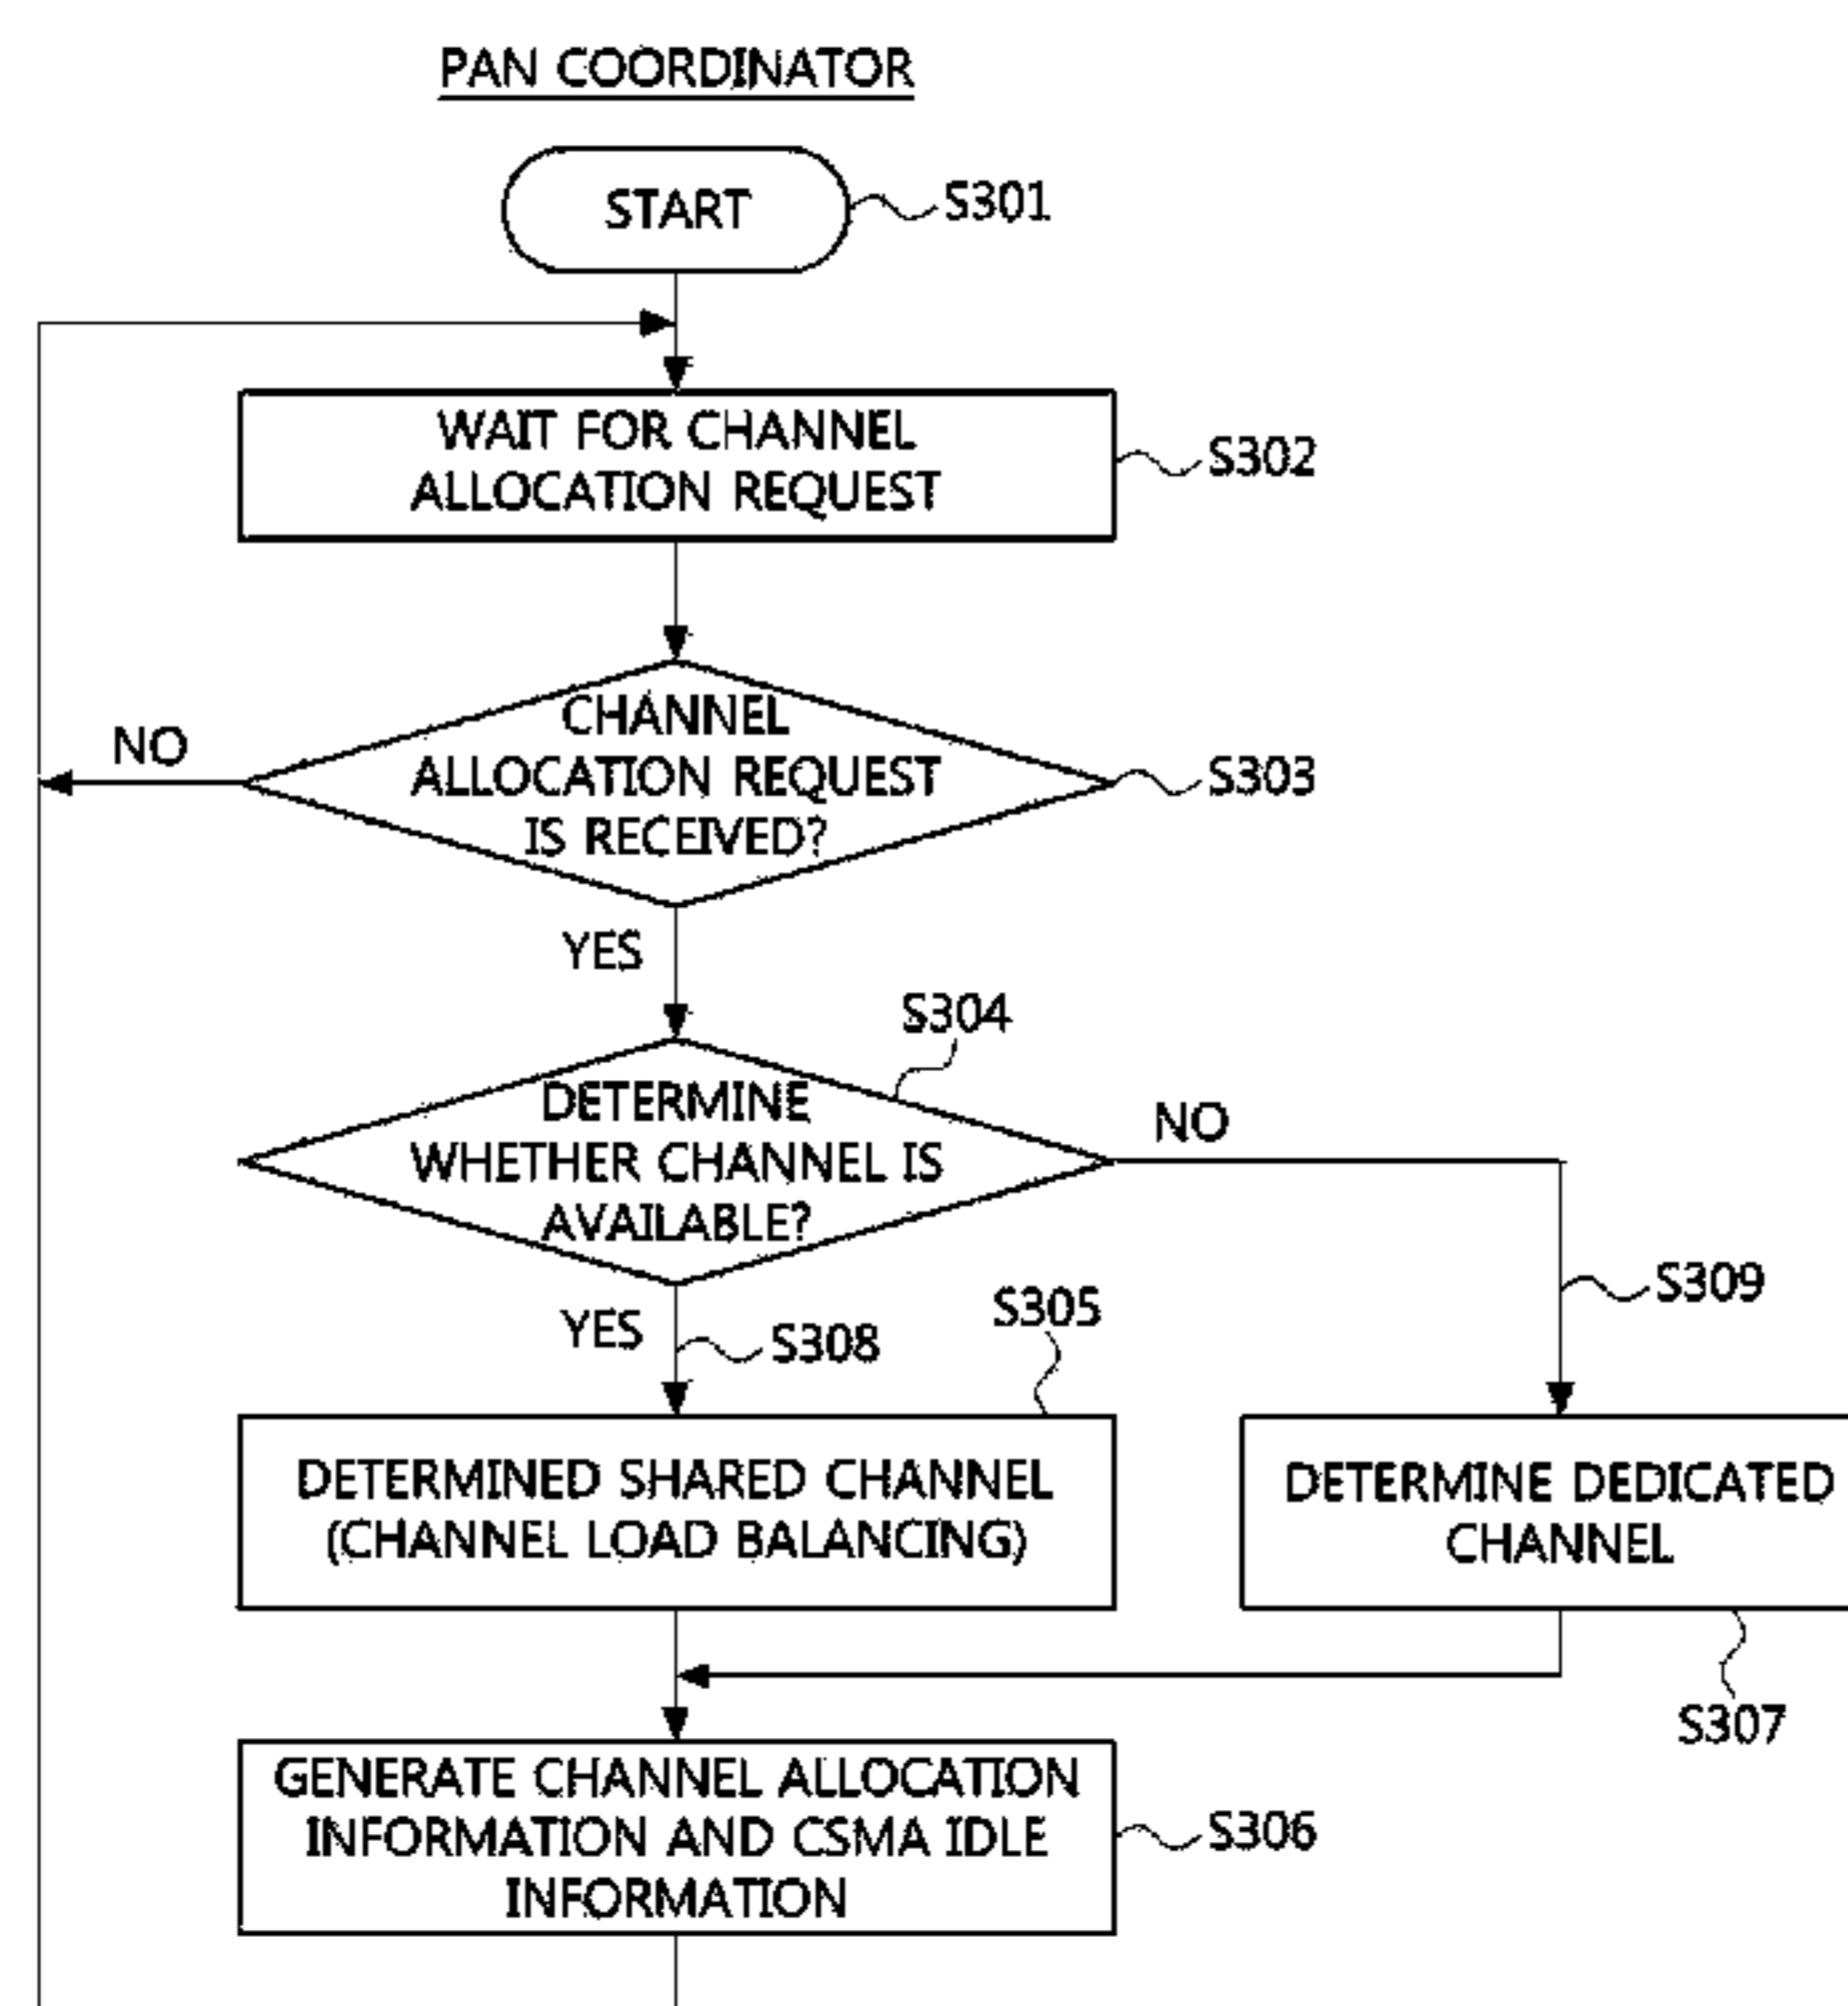 PAN COORDINATOR
START
S301
WAIT FOR CHANNEL
ALLOCATION REQUEST
S302
CHANNEL
ALLOCATION REQUEST
IS RECEIVED?
NO
S303
YES
S304
DETERMINE
WHETHER CHANNEL IS
AVAILABLE?
NO
S309
YES
S308
S305
DETERMINED SHARED CHANNEL
(CHANNEL LOAD BALANCING)
DETERMINE DEDICATED
CHANNEL
S307
GENERATE CHANNEL ALLOCATION
INFORMATION AND CSMA IDLE
INFORMATION
S306